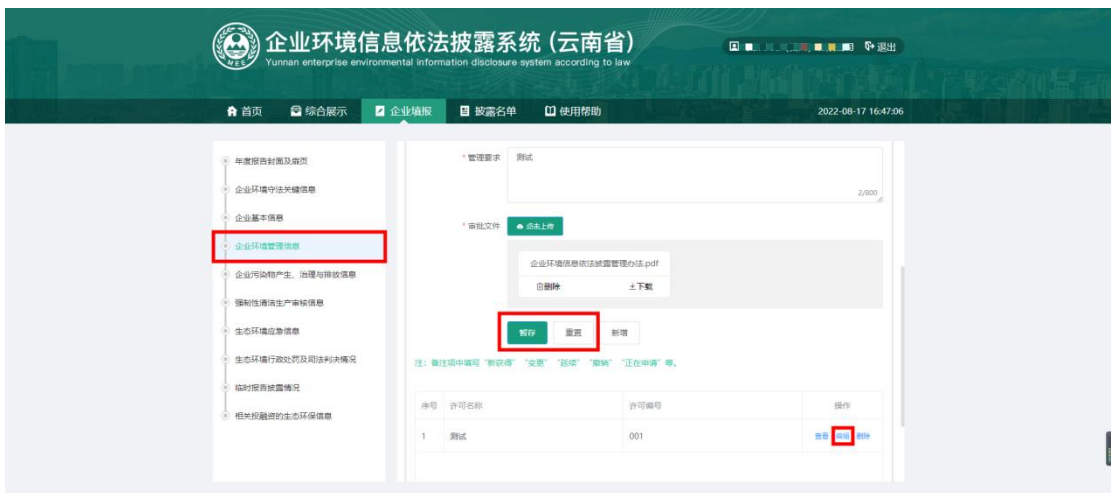 企业环境信息依法披露系统 (云南省)
Yunnan enterprise environmental information disclosure system according to law
退出
首页 综合展示 企业填报 披露名单 使用帮助 2022-08-17 16:47:06
年度报告封面及扉页
企业环境守法关键信息
企业基本信息
企业环境管理信息
企业污染物产生、治理与排放信息
强制性清洁生产审核信息
生态环境应急信息
生态环境行政处罚及司法判决情况
临时报告披露情况
相关投融资的生态环保信息
* 管理要求 测试
2/800
* 审批文件 点击上传
企业环境信息依法披露管理办法.pdf
删除 下载
暂存 重置 新增
注：备注项中填写 "新获得" "变更" "延续" "撤销" "正在申请" 等。
序号 许可名称 许可编号 操作
1 测试 001 查看 编辑 删除